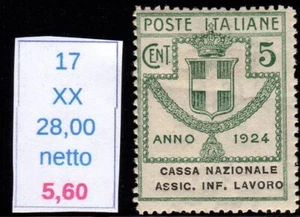 17
XX
28,00
netto
5,60
POSTE ITALIANE
CENT 5
ANNO 1924
CASSA NAZIONALE
ASSIC. INF. LAVORO